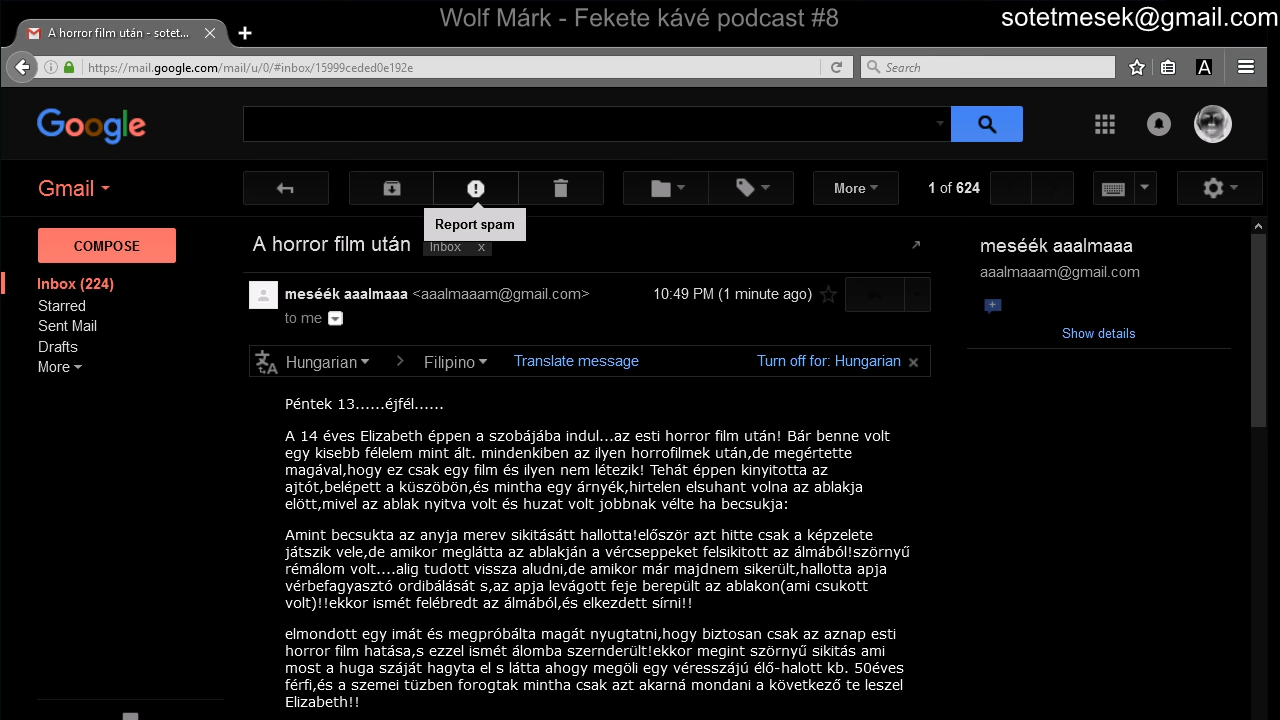 Wolf Márk - Fekete kávé podcast #8
sotetmesek@gmail.com
A horror film után - sotet...
https://mail.google.com/mail/u/0/#inbox/15999ceded0e192e
Search
A
Google
Gmail
More
1 of 624
Report spam
COMPOSE
A horror film után
Inbox x
meséék aaalmaaa
aaalmaaam@gmail.com
Inbox (224)
Starred
Sent Mail
Drafts
More
meséék aaalmaaa <aaalmaaam@gmail.com>
10:49 PM (1 minute ago)
to me
Show details
Hungarian > Filipino Translate message Turn off for: Hungarian x
Péntek 13......éjfél......
A 14 éves Elizabeth éppen a szobájába indul...az esti horror film után! Bár benne volt
egy kisebb félelem mint ált. mindenkiben az ilyen horrofilmek után,de megértette
magával,hogy ez csak egy film és ilyen nem létezik! Tehát éppen kinyitotta az
ajtót,belépett a küszöbön,és mintha egy árnyék,hirtelen elsuhant volna az ablakja
elött,mivel az ablak nyitva volt és huzat volt jobbnak vélte ha becsukja:
Amint becsukta az anyja merev sikitásátt hallotta!először azt hitte csak a képzelete
játszik vele,de amikor meglátta az ablakján a vércseppeket felsikitott az álmából!szörnyű
rémálom volt....alig tudott vissza aludni,de amikor már majdnem sikerült,hallotta apja
vérbefagyasztó ordibálását s,az apja levágott feje berepült az ablakon(ami csukott
volt)!!ekkor ismét felébredt az álmából,és elkezdett sírni!!
elmondott egy imát és megpróbálta magát nyugtatni,hogy biztosan csak az aznap esti
horror film hatása,s ezzel ismét álomba szernderült!ekkor megint szörnyű sikitás ami
most a huga száját hagyta el s látta ahogy megöli egy véresszájú élő-halott kb. 50éves
férfi,és a szemei tüzben forogtak mintha csak azt akarná mondani a következő te leszel
Elizabeth!!